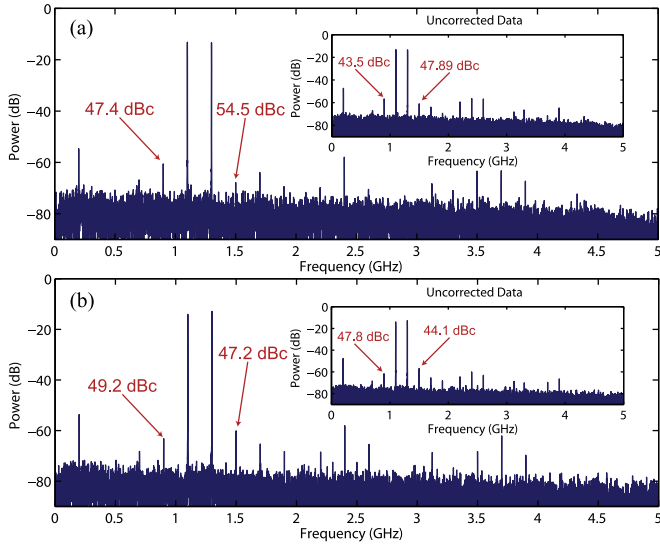 (a)
Power (dB)
0
−20
−40
−60
−80
47.4 dBc
54.5 dBc
0 0.5 1 1.5 2 2.5 3 3.5 4 4.5 5
Frequency (GHz)
Uncorrected Data
Power (dB)
0
−20
−40
−60
−80
43.5 dBc
47.89 dBc
0 1 2 3 4 5
Frequency (GHz)
(b)
Power (dB)
0
−20
−40
−60
−80
49.2 dBc
47.2 dBc
0 0.5 1 1.5 2 2.5 3 3.5 4 4.5 5
Frequency (GHz)
Uncorrected Data
Power (dB)
0
−20
−40
−60
−80
47.8 dBc
44.1 dBc
0 1 2 3 4 5
Frequency (GHz)